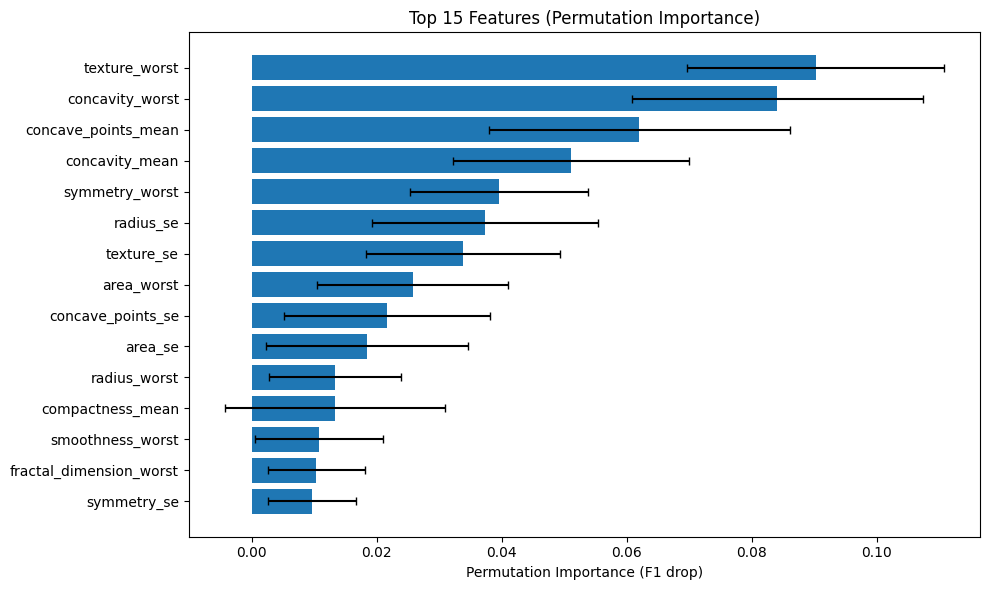 Top 15 Features (Permutation Importance)
texture_worst
concavity_worst
concave_points_mean
concavity_mean
symmetry_worst
radius_se
texture_se
area_worst
concave_points_se
area_se
radius_worst
compactness_mean
smoothness_worst
fractal_dimension_worst
symmetry_se
0.00 0.02 0.04 0.06 0.08 0.10
Permutation Importance (F1 drop)